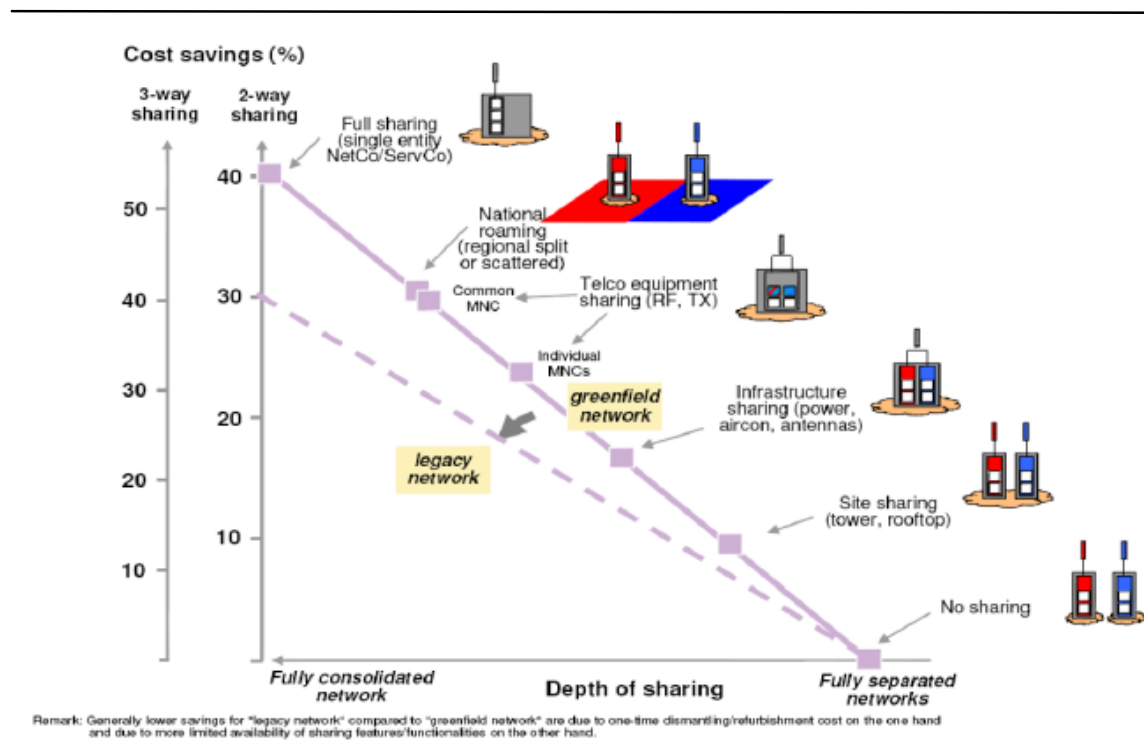 Cost savings (%)
3-way
sharing
2-way
sharing
Full sharing
(single entity
NetCo/ServCo)
40
50
National
roaming
(regional split
or scattered)
Common
MNC
Telco equipment
sharing (RF, TX)
40
30
Individual
MNCs
30
greenfield
network
Infrastructure
sharing (power,
aircon, antennas)
20
legacy
network
20
Site sharing
(tower, rooftop)
10
10
No sharing
Fully consolidated
network
Depth of sharing
Fully separated
networks
Remark: Generally lower savings for "legacy network" compared to "greenfield network" are due to one-time dismantling/refurbishment cost on the one hand
and due to more limited availability of sharing features/functionalities on the other hand.